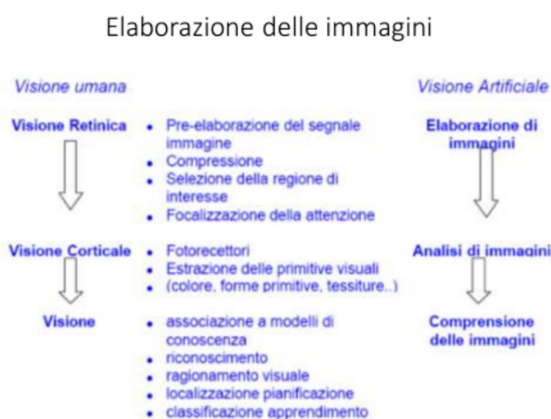 Elaborazione delle immagini
Visione umana
Visione Artificiale
Visione Retinica
• Pre-elaborazione del segnale
immagine
• Compressione
• Selezione della regione di
interesse
• Focalizzazione della attenzione
Elaborazione di
immagini
Visione Corticale
• Fotorecettori
• Estrazione delle primitive visuali
• (colore, forme primitive, tessiture..)
Analisi di immagini
Visione
• associazione a modelli di
conoscenza
• riconoscimento
• ragionamento visuale
• localizzazione pianificazione
• classificazione apprendimento
Comprensione
delle immagini